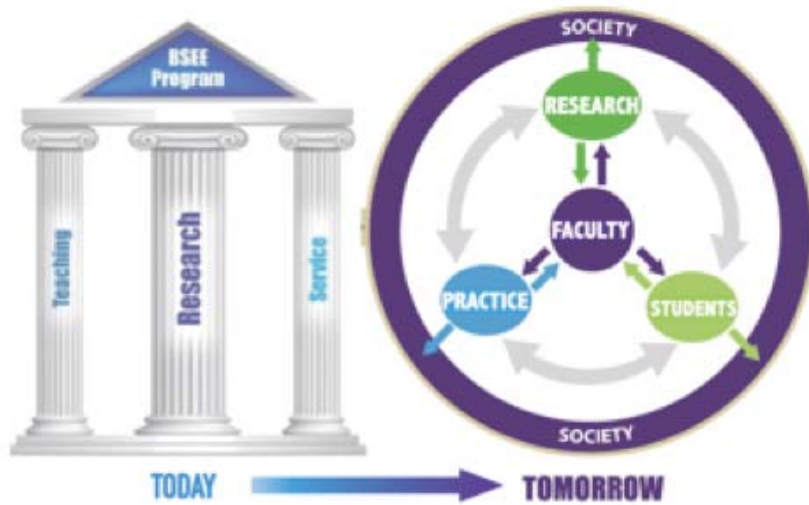 BSEE
Program
Teaching
Research
Service
SOCIETY
RESEARCH
FACULTY
PRACTICE
STUDENTS
SOCIETY
TODAY
TOMORROW